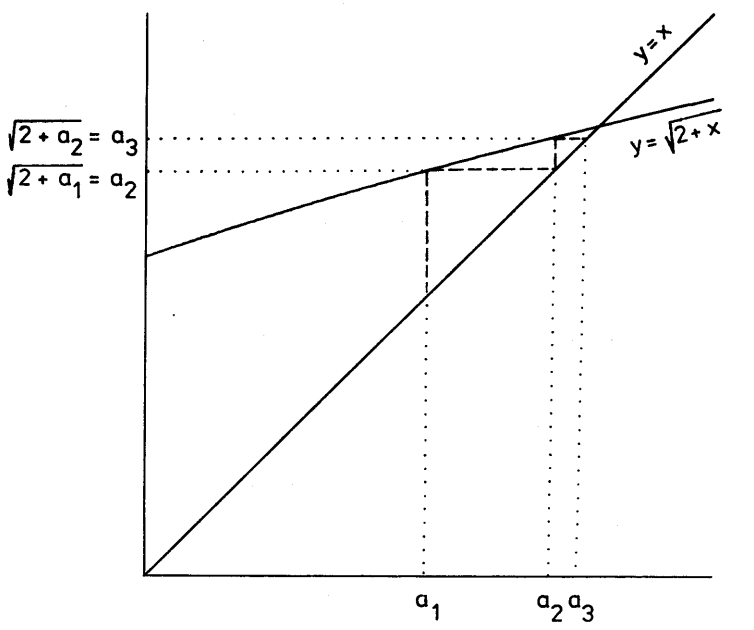 y=x
√2 + a₂ = a₃
y=√2+x
√2 + a₁ = a₂
a₁
a₂ a₃